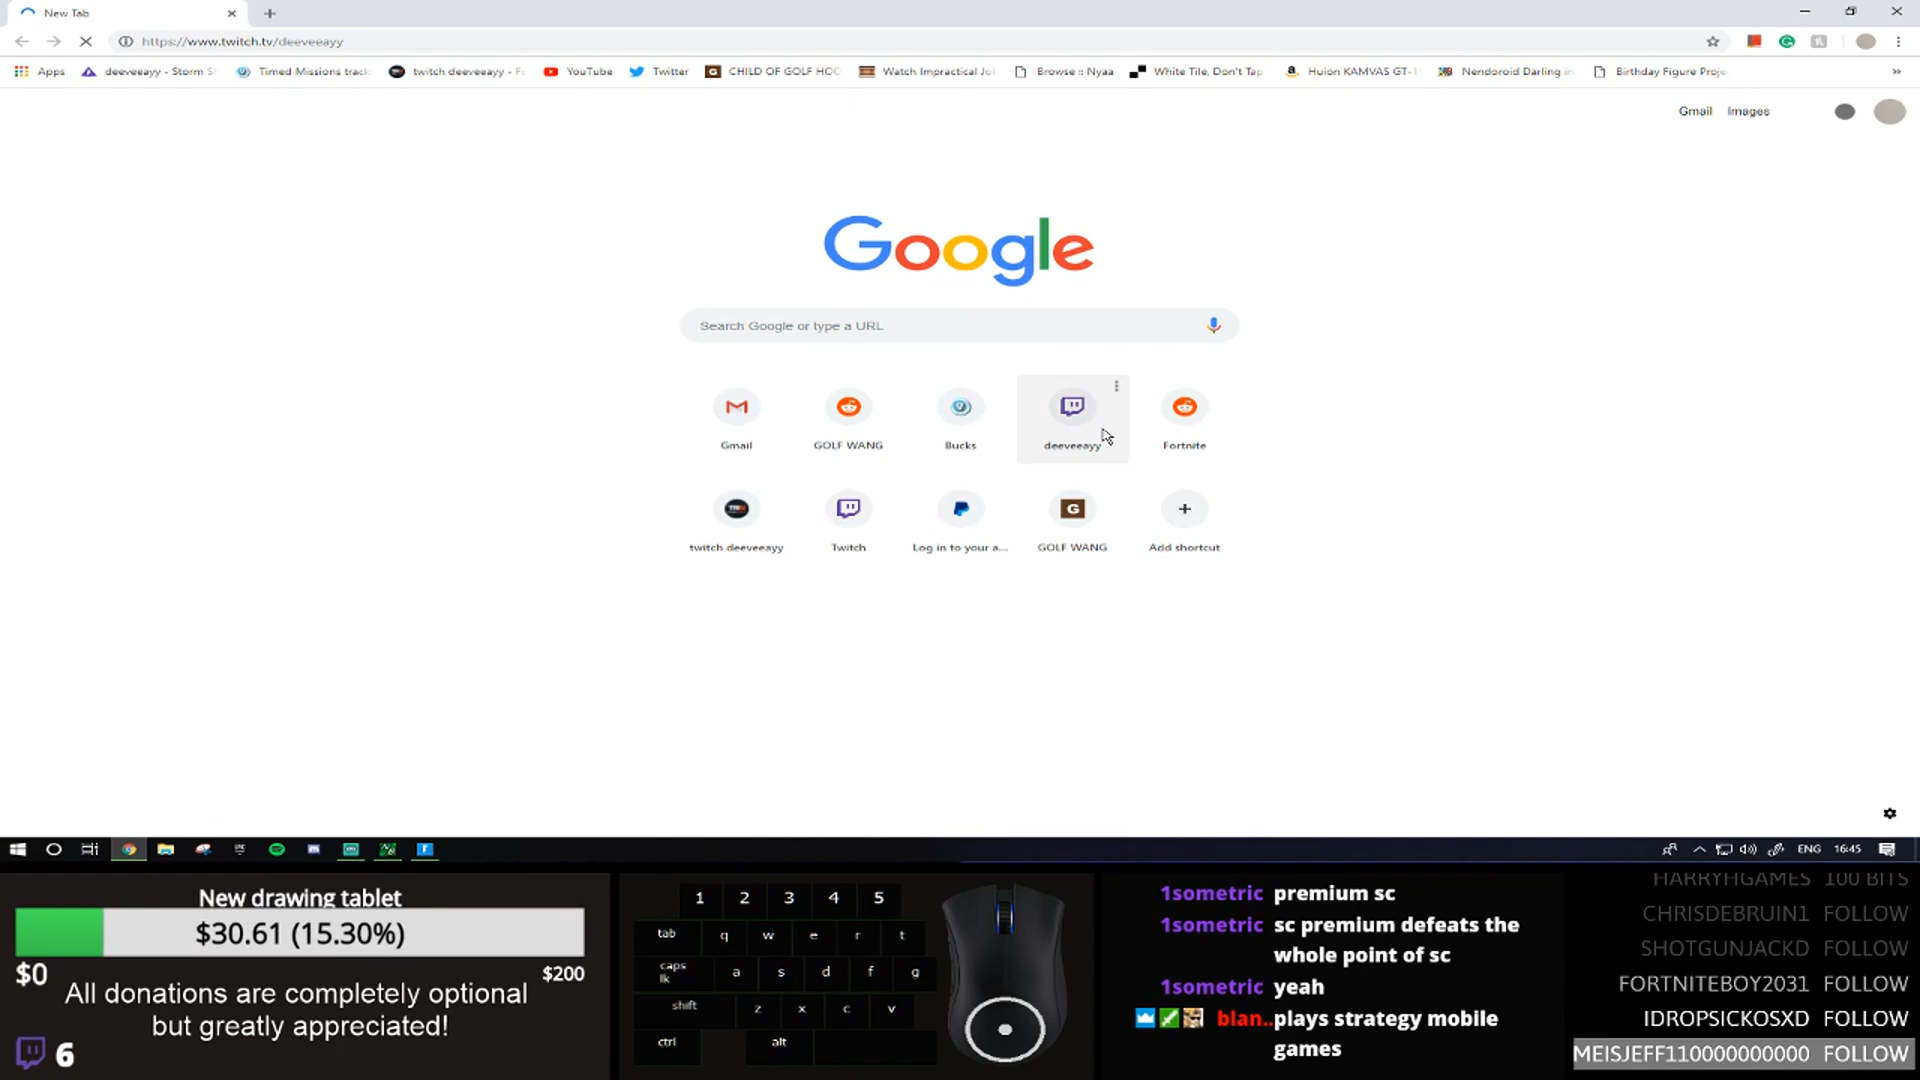 New Tab
https://www.twitch.tv/deeveeayy
Apps deeveeayy - Storm S Timed Missions track twitch deeveeayy - Fo YouTube Twitter CHILD OF GOLF HOO Watch Impractical Jo Browse :: Nyaa White Tile, Don't Tap Huion KAMVAS GT-1 Nendoroid Darling in Birthday Figure Proje
Gmail Images
Google
Search Google or type a URL
Gmail GOLF WANG Bucks deeveeayy Fortnite
twitch deeveeayy Twitch Log in to your a... GOLF WANG Add shortcut
ENG 16:45
New drawing tablet
$30.61 (15.30%)
$0 $200
All donations are completely optional
but greatly appreciated!
6
1 2 3 4 5
tab q w e r t
caps lk a s d f g
shift z x c v
ctrl alt
1sometric premium sc
1sometric sc premium defeats the
whole point of sc
1sometric yeah
blan.. plays strategy mobile
games
HARRYHGAMES 100 BITS
CHRISDEBRUIN1 FOLLOW
SHOTGUNJACKD FOLLOW
FORTNITEBOY2031 FOLLOW
IDROPSICKOSXD FOLLOW
MEISJEFF110000000000 FOLLOW